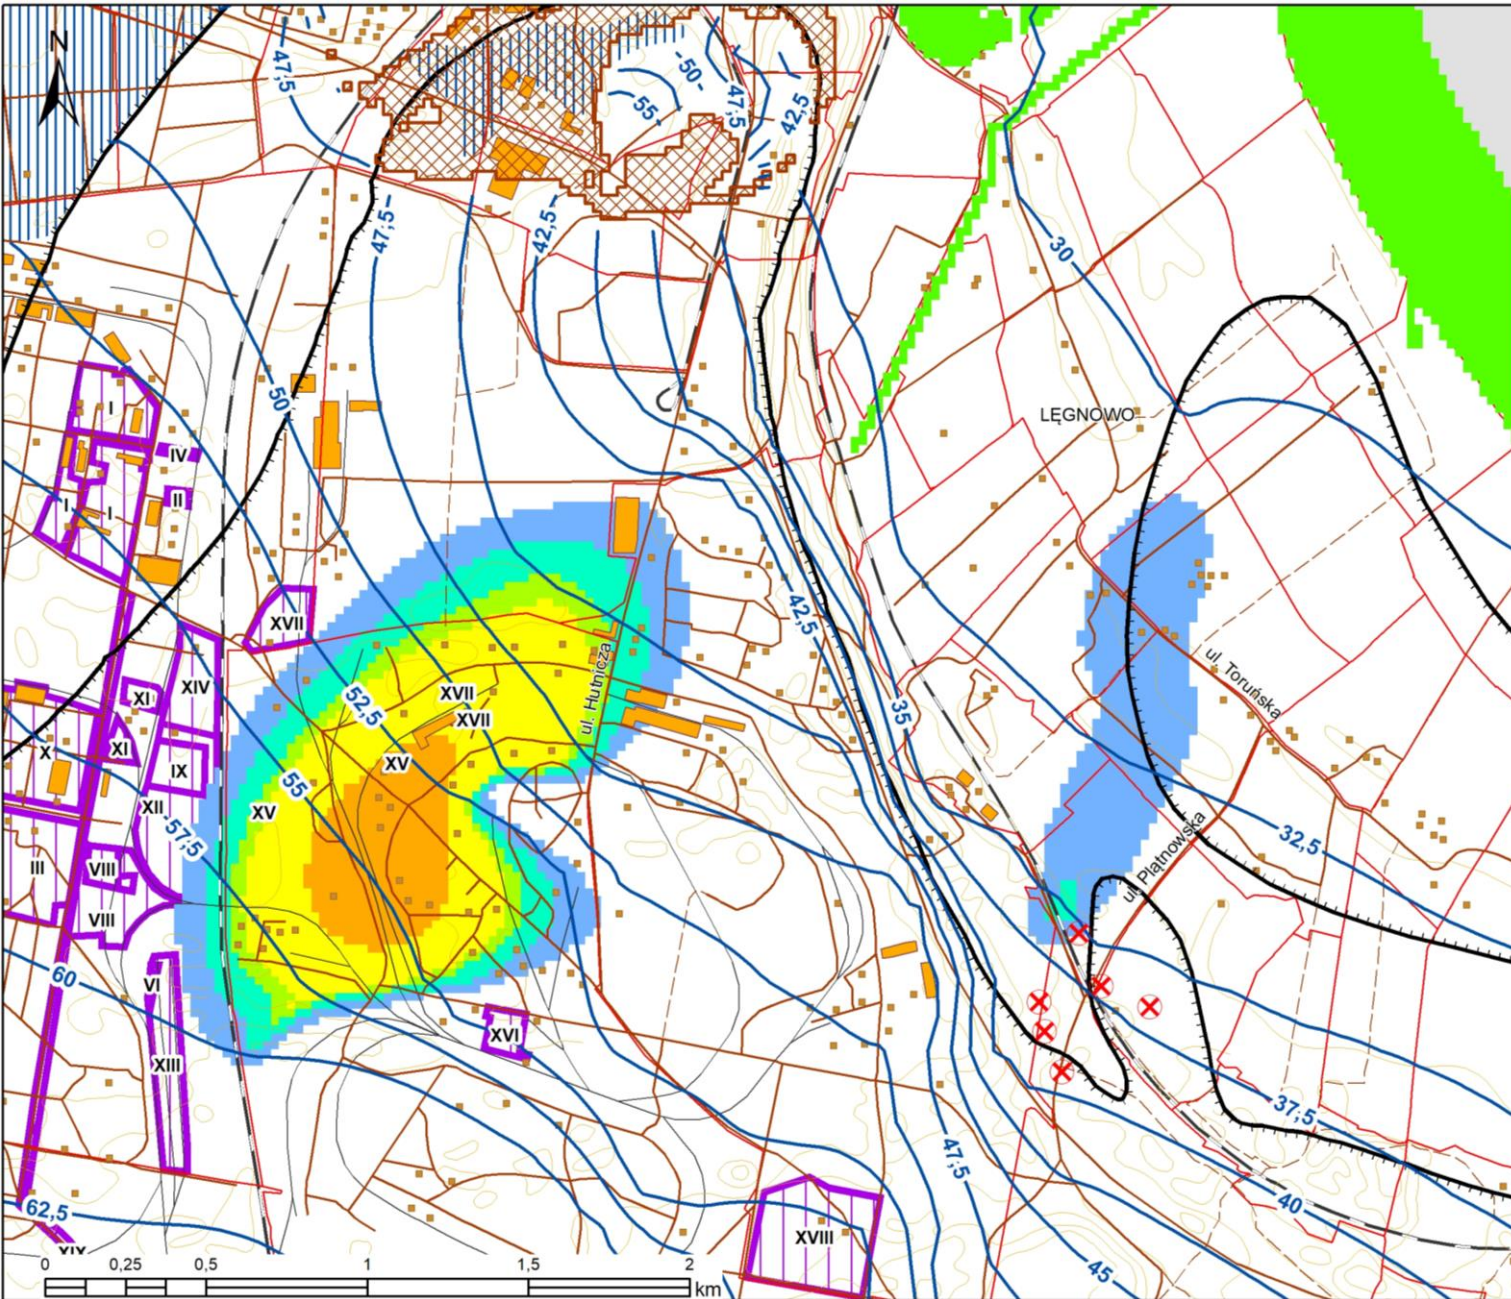 N
47,5
-50-
55-
47,5
42,5
47,5-
42,5-
30
50
I
IV
I
I
II
LĘGNOWO
XVII
42,5
ul. Hutnicza
ul. Toruńska
XI
XIV
52,5
XVII
XVII
35
X
XI
IX
XV
55
XV
XII
-57,5
ul. Plątnowska
32,5
III
VIII
VIII
60
VI
XVI
XIII
37,5
47,5
40
62,5
XVIII
XIX
45
0 0,25 0,5 1 1,5 2
km